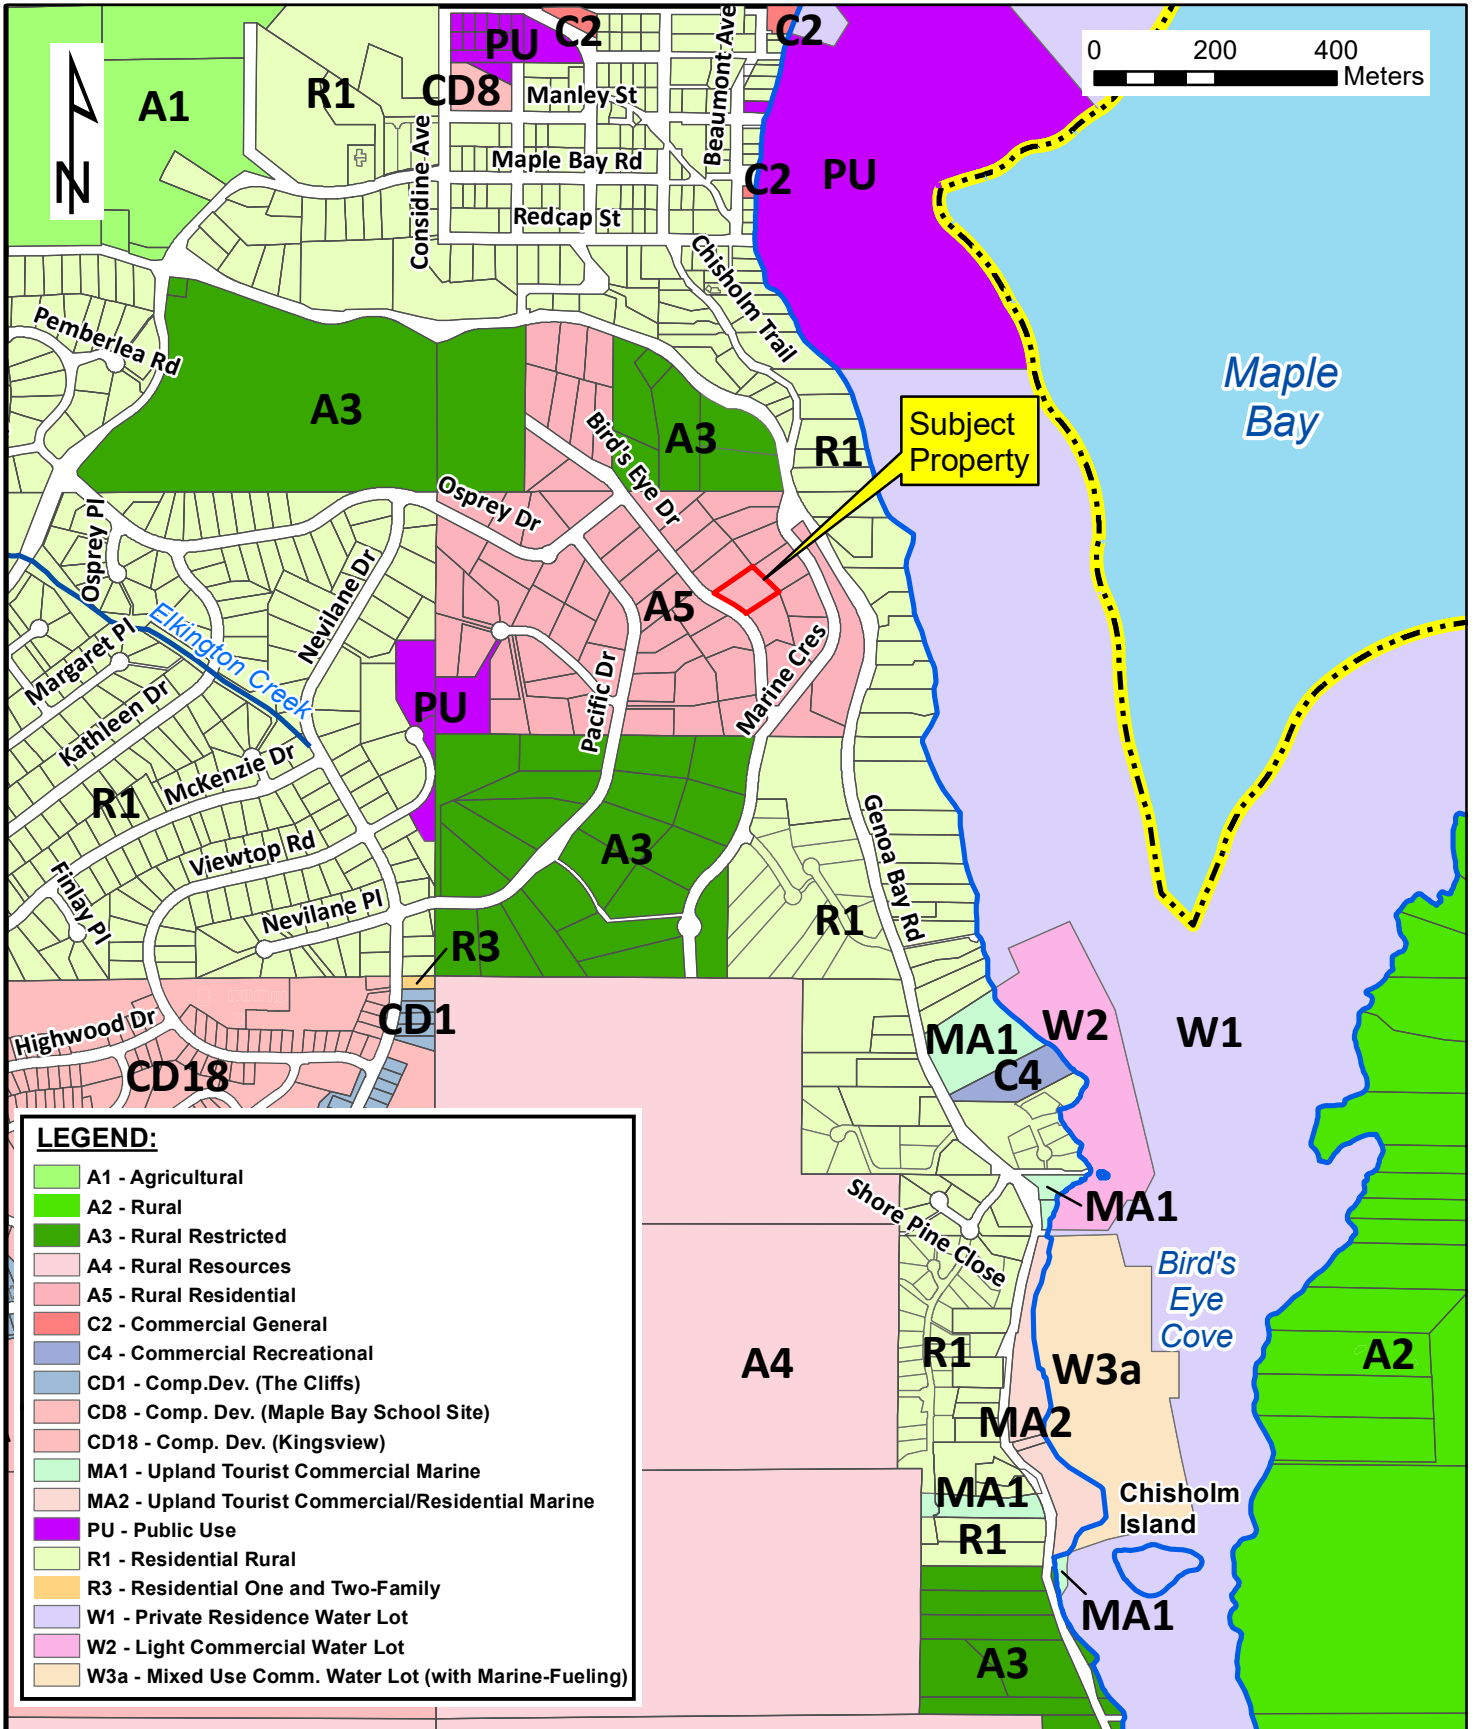 PU
C2
C2
0 200 400
Meters
A1
R1
CD8
Manley St
Beaumont Ave
Considine Ave
Maple Bay Rd
C2
PU
N
Redcap St
Chisholm Trail
Pemberlea Rd
Maple
Bay
A3
Bird's Eye Dr
A3
R1
Subject
Property
Osprey Pl
Osprey Dr
Nevilane Dr
A5
Elkington Creek
Margaret Pl
Kathleen Dr
PU
Pacific Dr
Marine Cres
McKenzie Dr
R1
Genoa Bay Rd
A3
Viewtop Rd
Finlay Pl
Nevilane Pl
R1
R3
Highwood Dr
CD1
MA1
W2
W1
CD18
C4
Shore Pine Close
MA1
Bird's
Eye
Cove
R1
A4
W3a
A2
MA2
MA1
Chisholm
Island
R1
MA1
A3
LEGEND:
A1 - Agricultural
A2 - Rural
A3 - Rural Restricted
A4 - Rural Resources
A5 - Rural Residential
C2 - Commercial General
C4 - Commercial Recreational
CD1 - Comp.Dev. (The Cliffs)
CD8 - Comp. Dev. (Maple Bay School Site)
CD18 - Comp. Dev. (Kingsview)
MA1 - Upland Tourist Commercial Marine
MA2 - Upland Tourist Commercial/Residential Marine
PU - Public Use
R1 - Residential Rural
R3 - Residential One and Two-Family
W1 - Private Residence Water Lot
W2 - Light Commercial Water Lot
W3a - Mixed Use Comm. Water Lot (with Marine-Fueling)